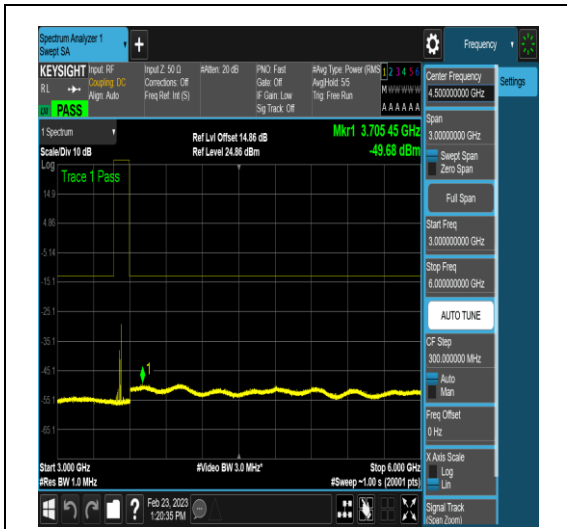 Spectrum Analyzer 1
Swept SA
Frequency
KEYSIGHT
RL
PASS
Input: RF
Coupling: DC
Align: Auto
Input Z: 50 Ω
Corrections: Off
Freq Ref: Int (S)
#Atten: 20 dB
PNO: Fast
Gate: Off
IF Gain: Low
Sig Track: Off
#Avg Type: Power (RMS
Avg|Hold: 5/5
Trig: Free Run
1 2 3 4 5 6
M W W W W W
A A A A A A
Center Frequency
4.500000000 GHz
Settings
Span
3.00000000 GHz
Swept Span
Zero Span
Full Span
Start Freq
3.000000000 GHz
Stop Freq
6.000000000 GHz
AUTO TUNE
CF Step
300.000000 MHz
Auto
Man
Freq Offset
0 Hz
X Axis Scale
Log
Lin
Signal Track
(Span Zoom)
1 Spectrum
Scale/Div 10 dB
Ref Lvl Offset 14.86 dB
Ref Level 24.86 dBm
Mkr1 3.705 45 GHz
-49.68 dBm
Log
Trace 1 Pass
14.9
4.86
-5.14
-15.1
-25.1
-35.1
-45.1
-55.1
-65.1
1
Start 3.000 GHz
#Res BW 1.0 MHz
#Video BW 3.0 MHz*
Stop 6.000 GHz
#Sweep ~1.00 s (20001 pts)
?
Feb 23, 2023
1:20:35 PM